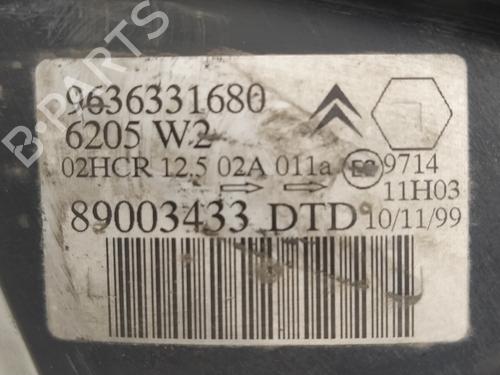 9636331680
6205 W2
02HCR 12.5 02A 011a E2 9714
11H03
89003433 DTD 10/11/99
B-PARTS